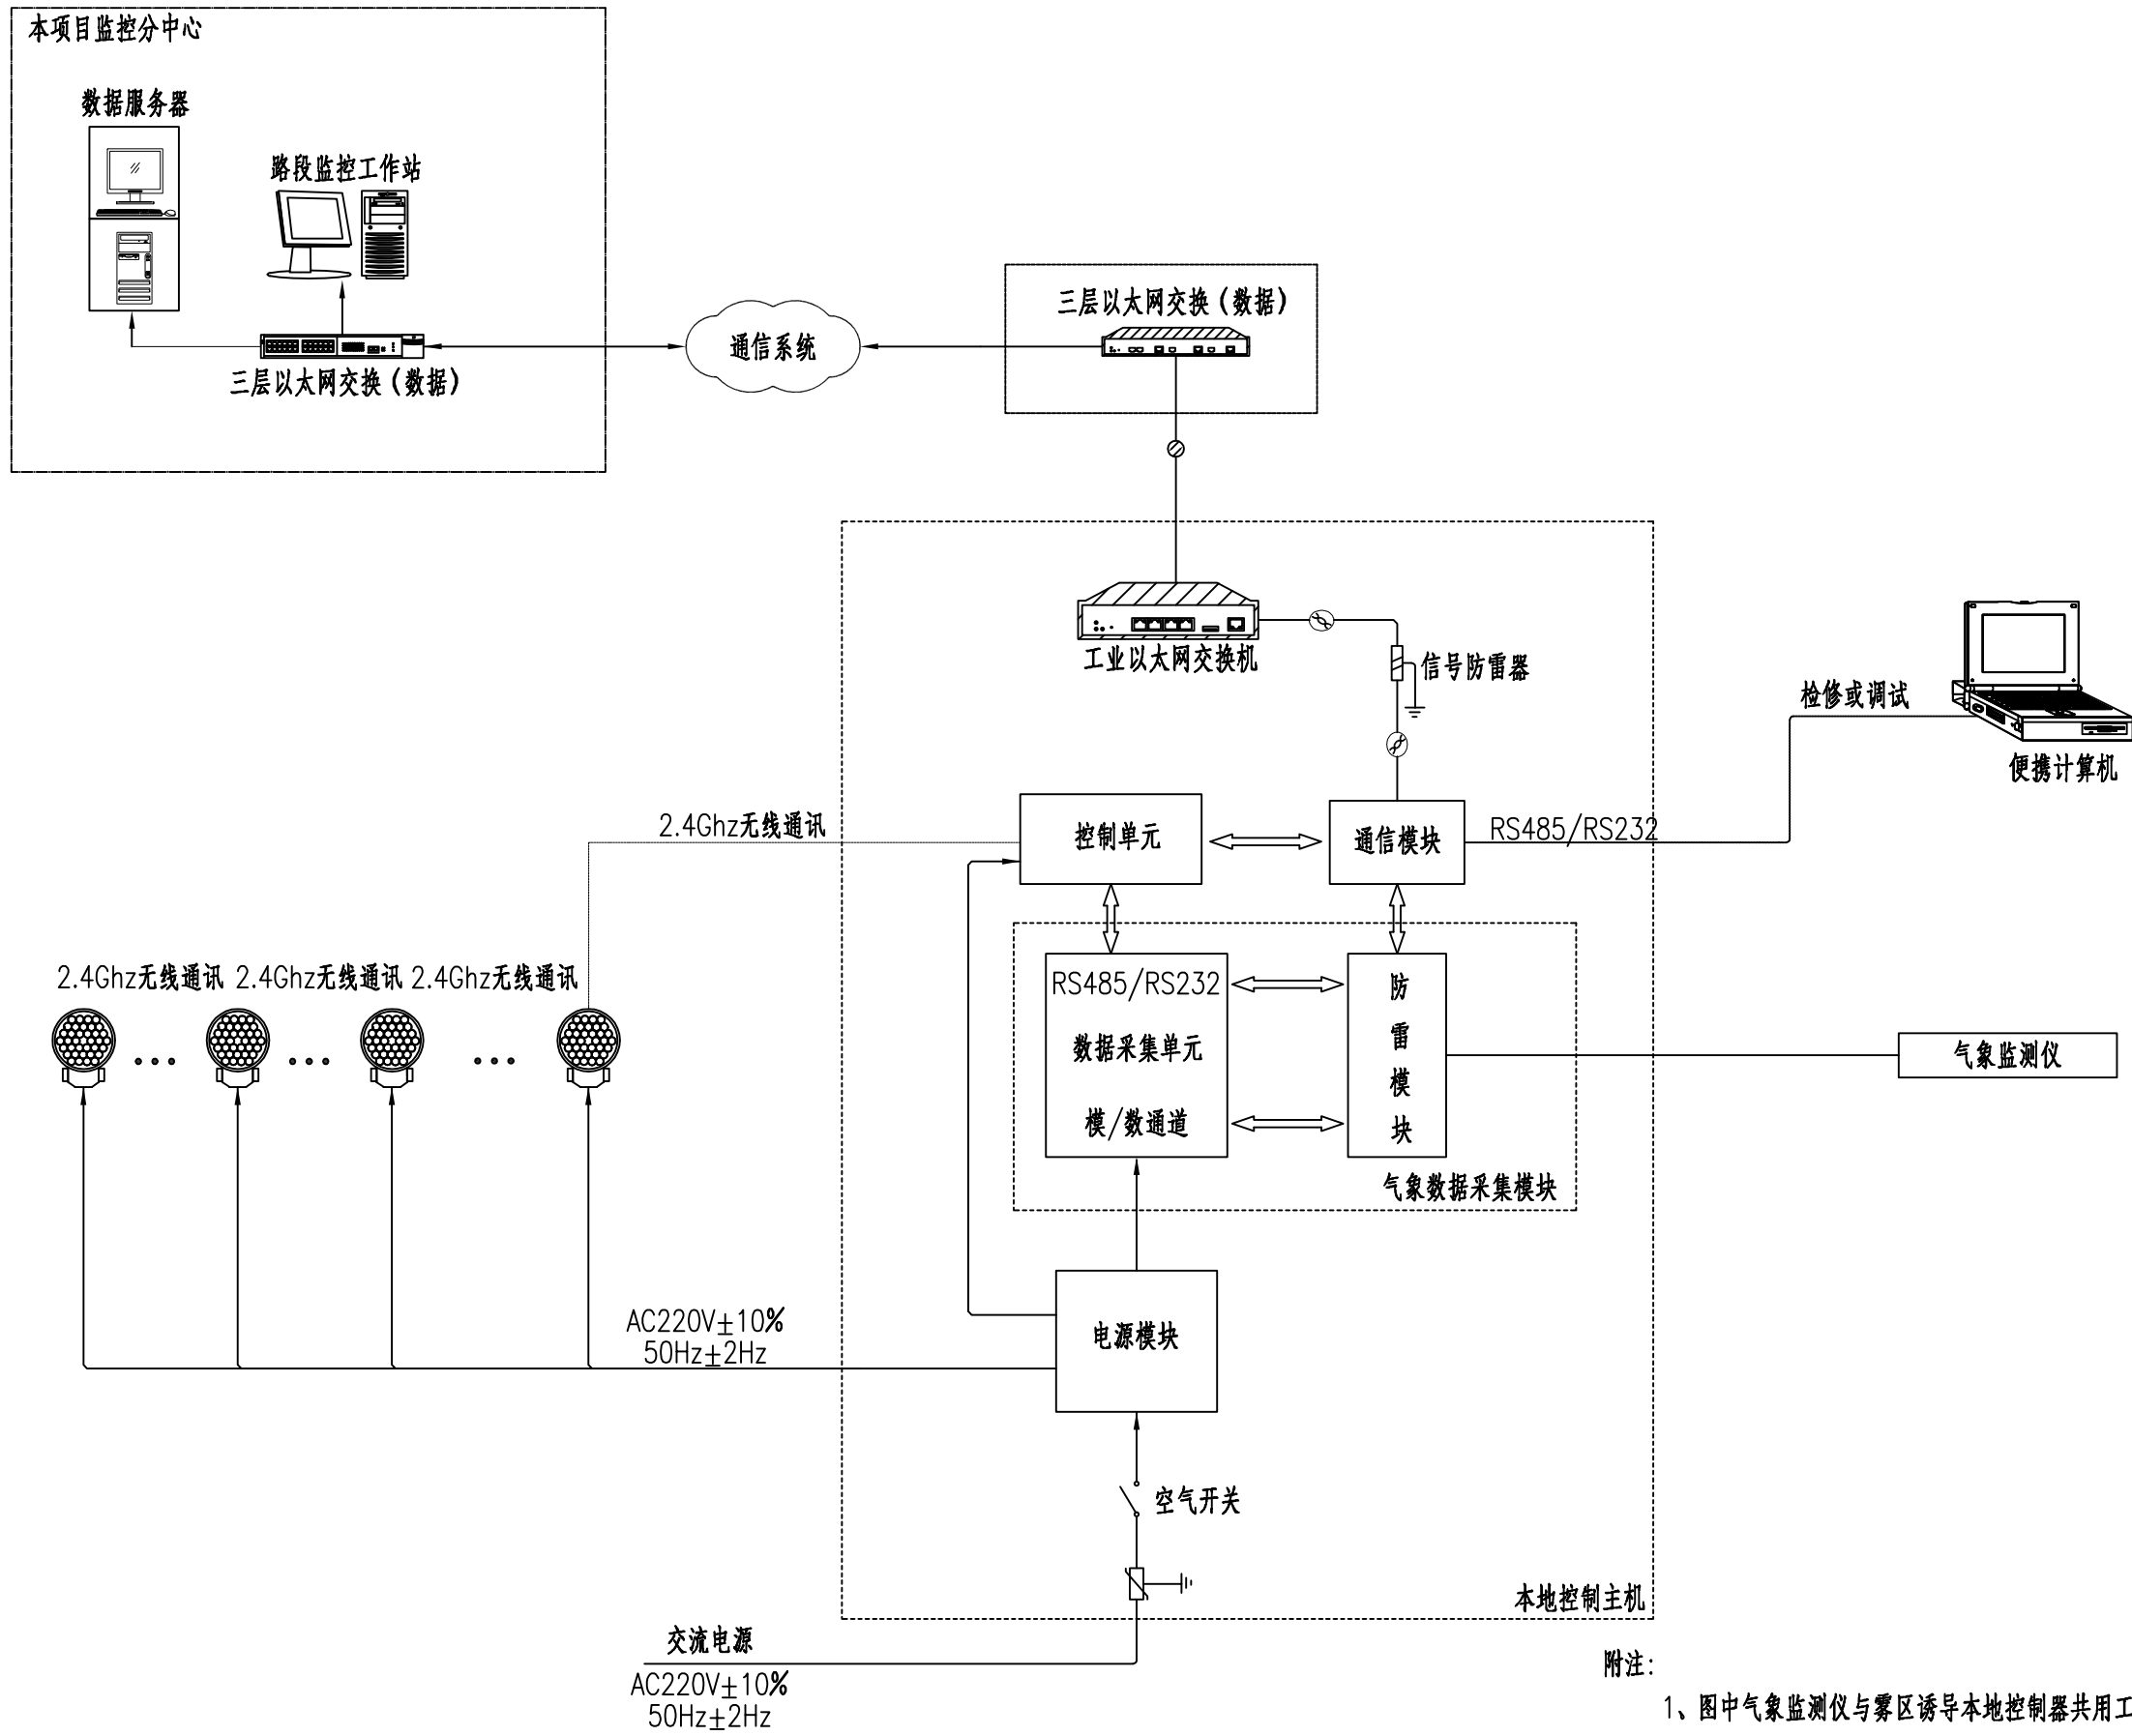 本项目监控分中心
数据服务器
路段监控工作站
三层以太网交换（数据）
通信系统
三层以太网交换（数据）
工业以太网交换机
信号防雷器
检修或调试
便携计算机
2.4Ghz无线通讯
控制单元
通信模块
RS485/RS232
2.4Ghz无线通讯 2.4Ghz无线通讯 2.4Ghz无线通讯
RS485/RS232
数据采集单元
模/数通道
防
雷
模
块
气象监测仪
气象数据采集模块
AC220V±10%
50Hz±2Hz
电源模块
空气开关
本地控制主机
交流电源
AC220V±10%
50Hz±2Hz
附注：
1、图中气象监测仪与雾区诱导本地控制器共用工